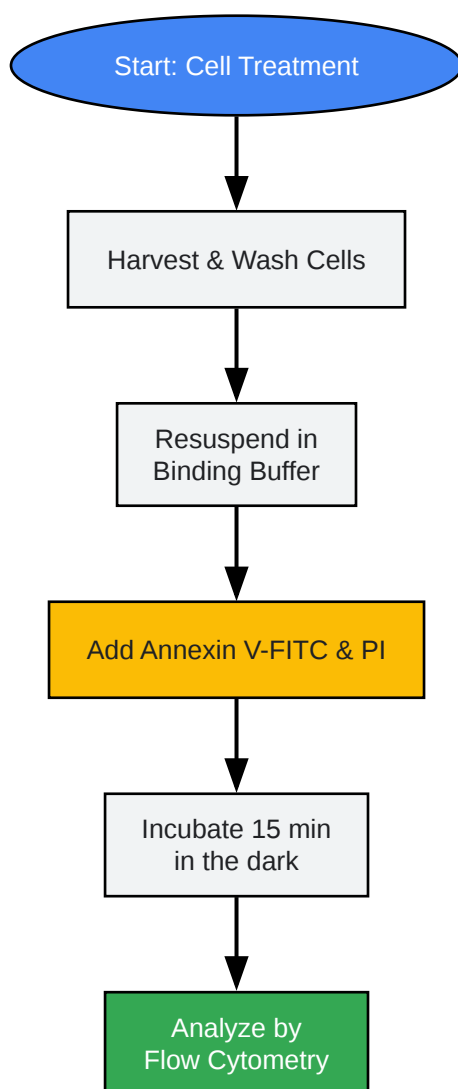 Start: Cell Treatment
Harvest & Wash Cells
Resuspend in
Binding Buffer
Add Annexin V-FITC & PI
Incubate 15 min
in the dark
Analyze by
Flow Cytometry